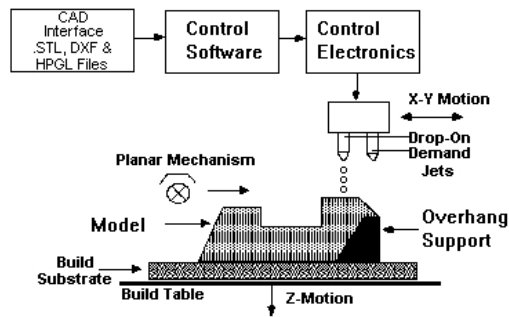 CAD
Interface
.STL, DXF &
HPGL Files
Control
Software
Control
Electronics
X-Y Motion
Drop-On
Demand
Jets
Planar Mechanism
Model
Overhang
Support
Build
Substrate
Build Table
Z-Motion